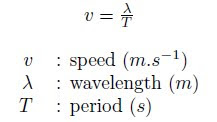 v = λ/T
v : speed (m.s⁻¹)
λ : wavelength (m)
T : period (s)